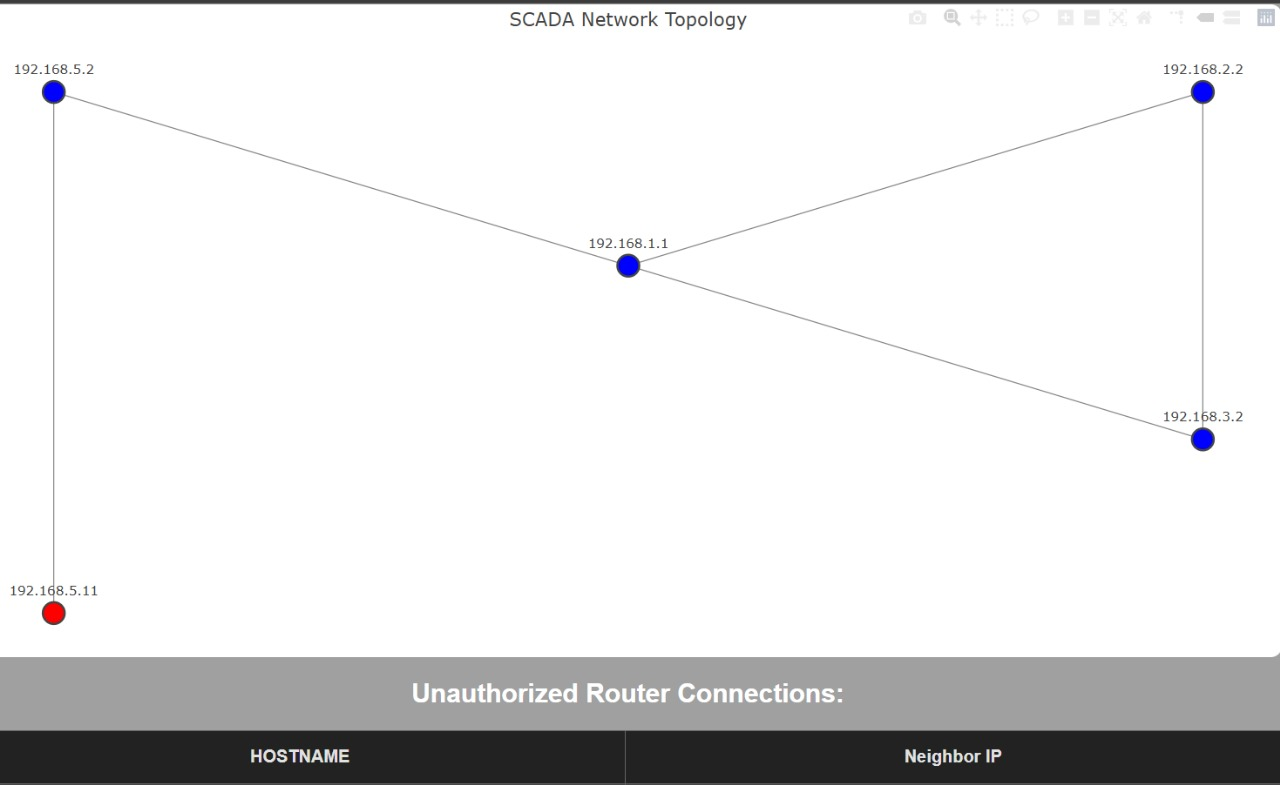 SCADA Network Topology
192.168.5.2
192.168.2.2
192.168.1.1
192.168.3.2
192.168.5.11
Unauthorized Router Connections:
HOSTNAME
Neighbor IP